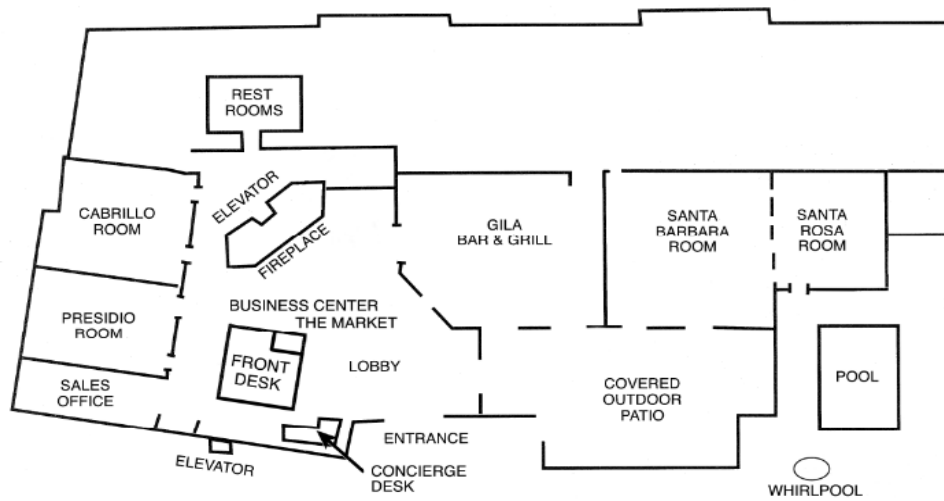 REST
ROOMS
ELEVATOR
FIREPLACE
CABRILLO
ROOM
GILA
BAR & GRILL
SANTA
BARBARA
ROOM
SANTA
ROSA
ROOM
PRESIDIO
ROOM
BUSINESS CENTER
THE MARKET
FRONT
DESK
LOBBY
SALES
OFFICE
COVERED
OUTDOOR
PATIO
POOL
ENTRANCE
ELEVATOR
CONCIERGE
DESK
WHIRLPOOL